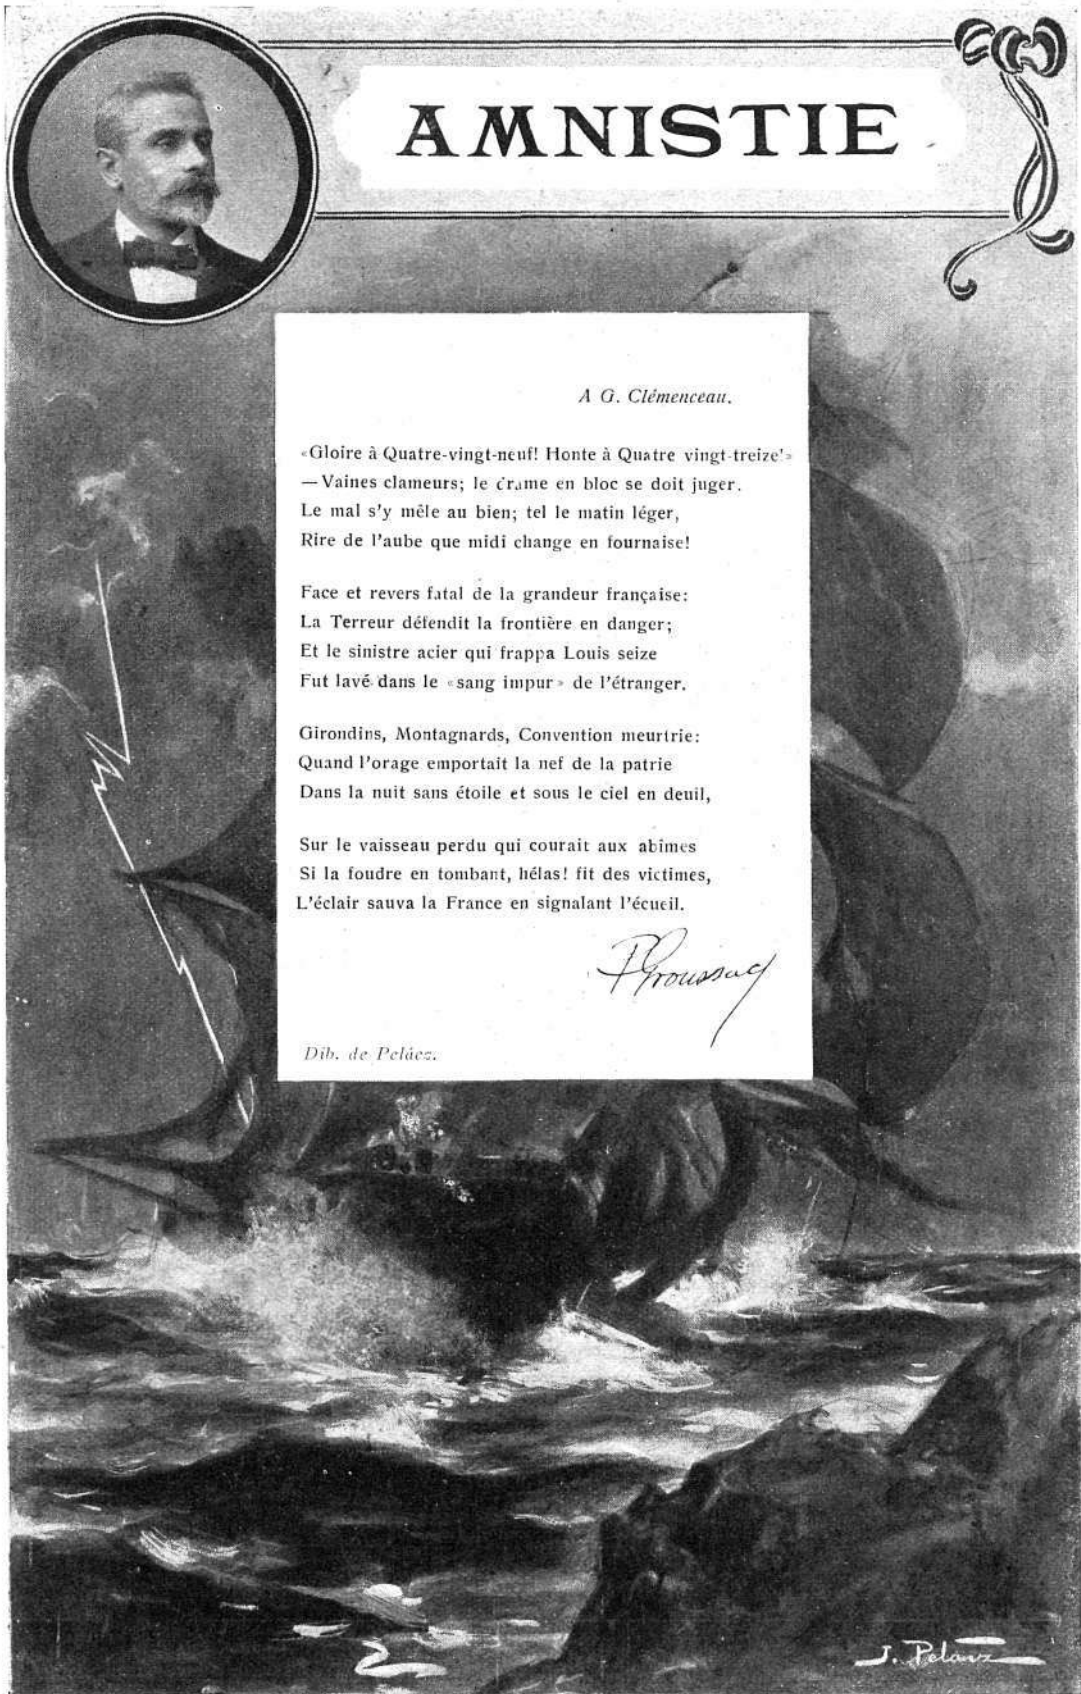 AMNISTIE
A G. Clémenceau.
«Gloire à Quatre-vingt-neuf! Honte à Quatre vingt-treize!»
—Vaines clameurs; le drame en bloc se doit juger.
Le mal s'y mêle au bien; tel le matin léger,
Rire de l'aube que midi change en fournaise!
Face et revers fatal de la grandeur française:
La Terreur défendit la frontière en danger;
Et le sinistre acier qui frappa Louis seize
Fut lavé dans le «sang impur» de l'étranger.
Girondins, Montagnards, Convention meurtrie:
Quand l'orage emportait la nef de la patrie
Dans la nuit sans étoile et sous le ciel en deuil,
Sur le vaisseau perdu qui courait aux abîmes
Si la foudre en tombant, hélas! fit des victimes,
L'éclair sauva la France en signalant l'écueil.
P Groussac
Dib. de Peláez.
J. Pelaez